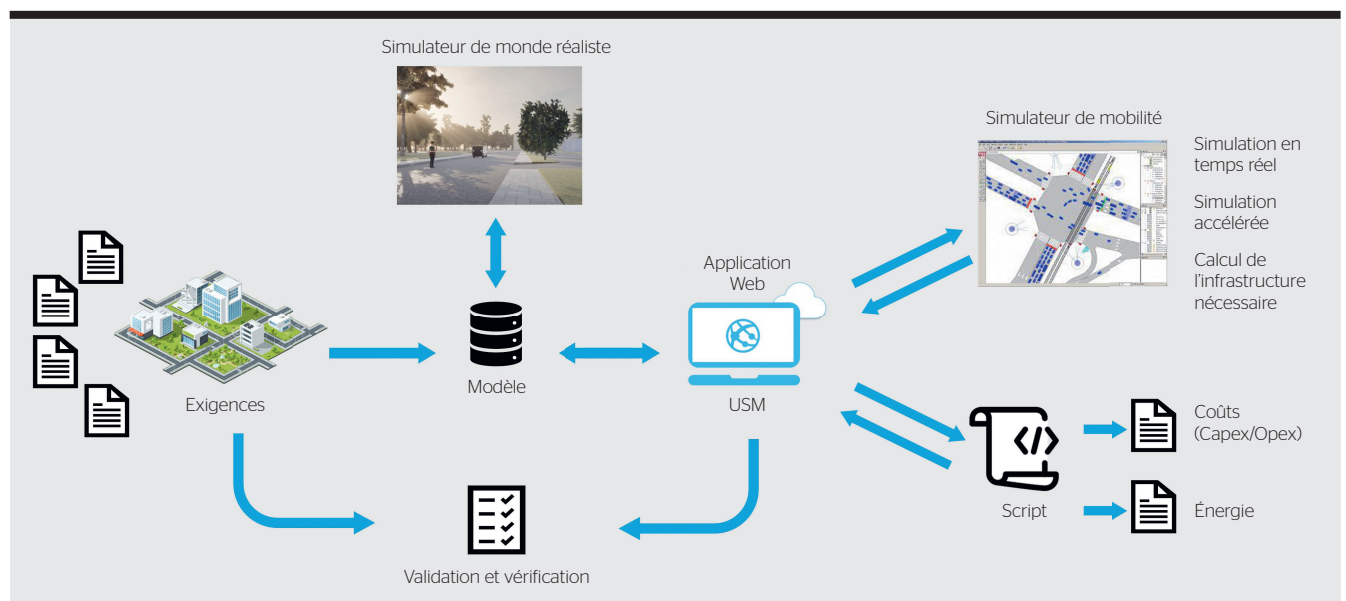 Simulateur de monde réaliste
Simulateur de mobilité
Simulation en
temps réel
Simulation
accélérée
Calcul de
l'infrastructure
nécessaire
Application
Web
Exigences
Modèle
USM
Coûts
(Capex/Opex)
Script
Énergie
Validation et vérification